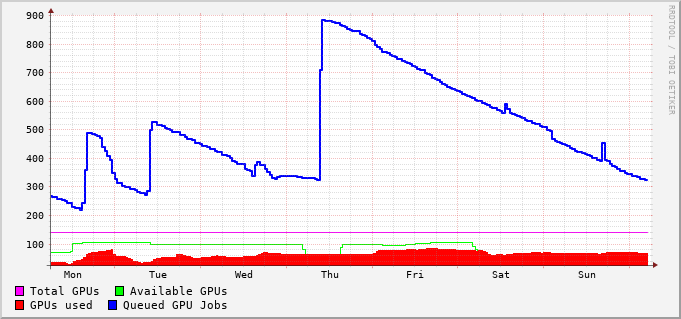 900
800
700
600
500
400
300
200
100
Mon Tue Wed Thu Fri Sat Sun
Total GPUs Available GPUs
GPUs used Queued GPU Jobs
RRDTOOL / TOBI OETIKER